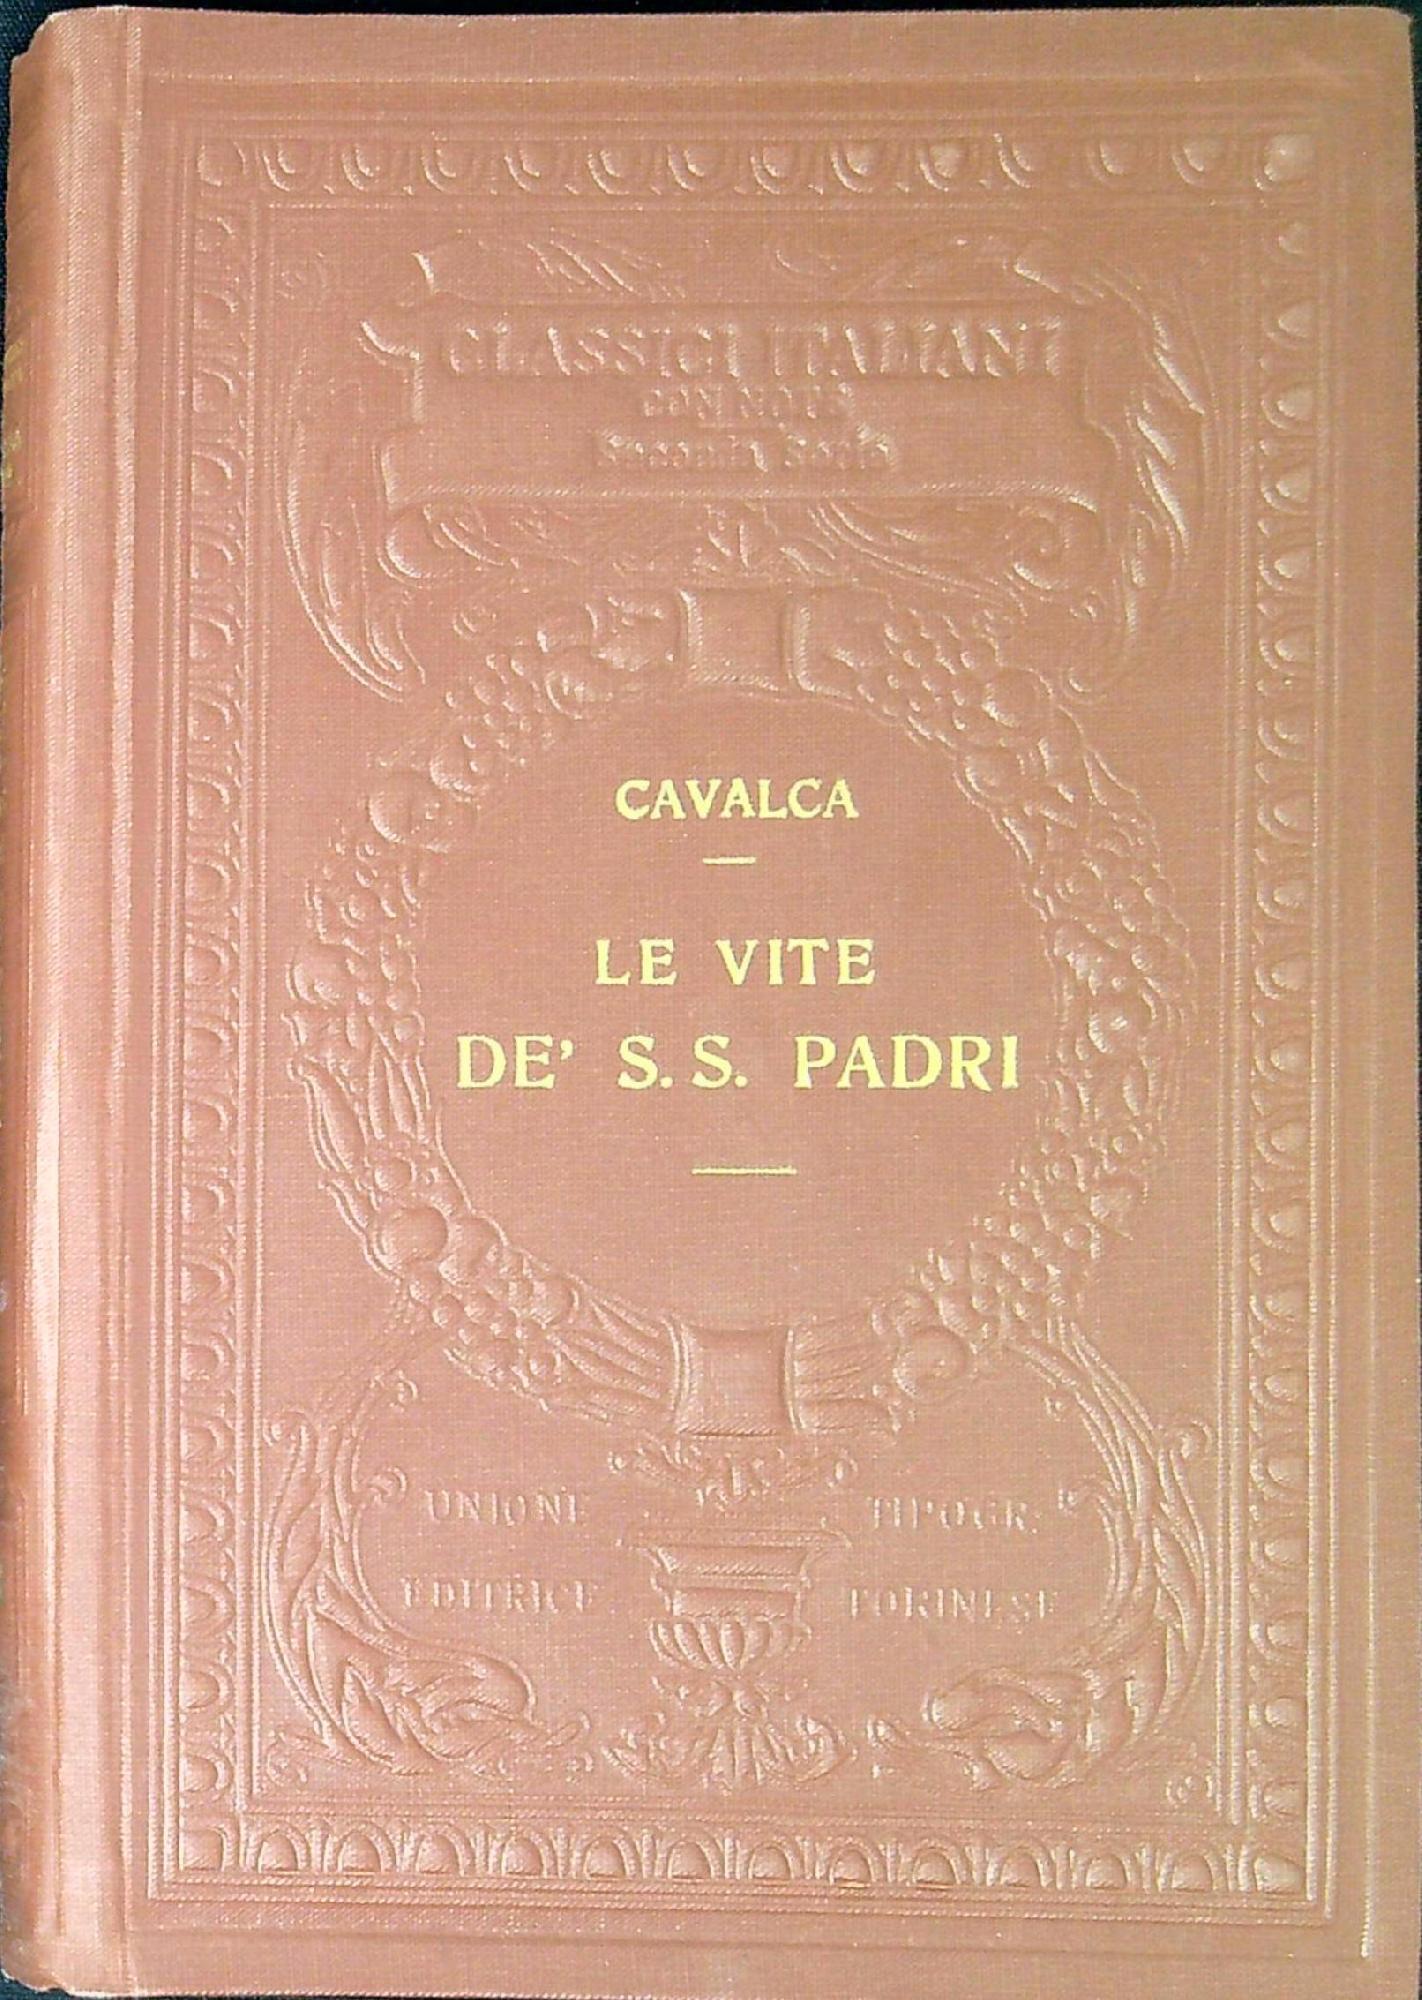 CLASSICI ITALIANI
CON NOTE
Seconda Serie
CAVALCA
LE VITE
DE' S. S. PADRI
UNIONE TIPOGR.
EDITRICE TORINESE